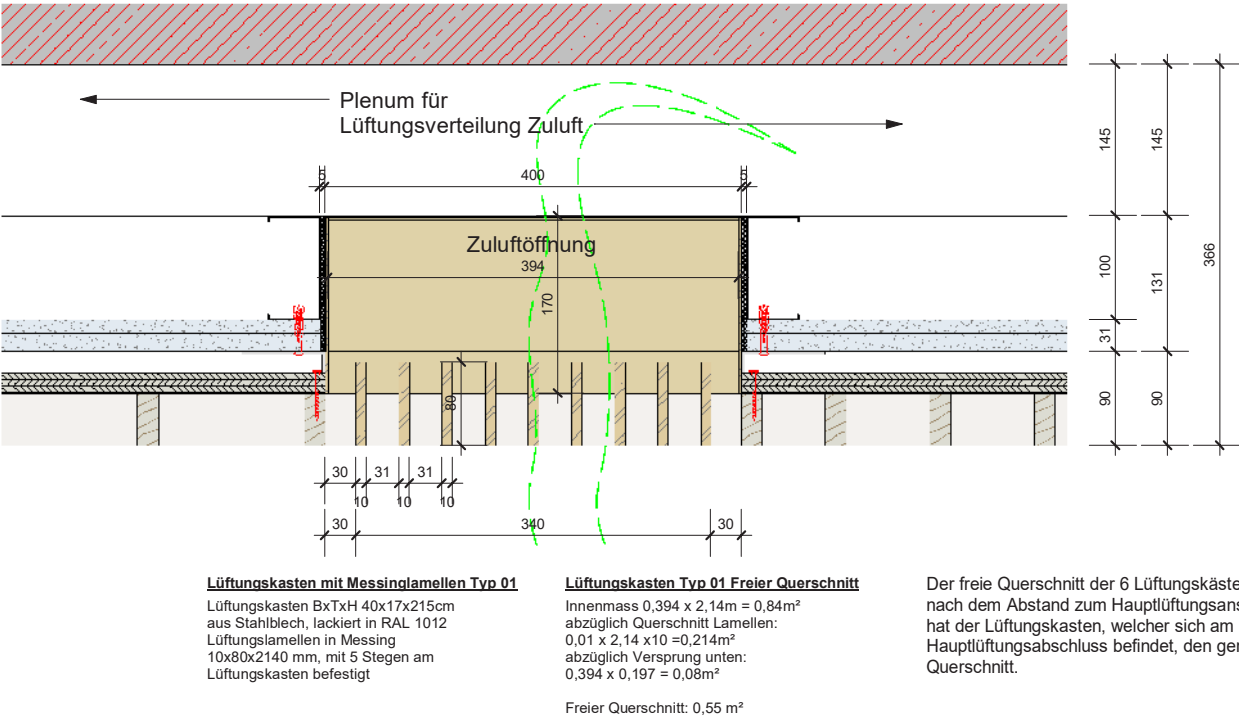 Plenum für
Lüftungsverteilung Zuluft
5
400
5
Zuluftöffnung
394
170
80
145
145
100
131
366
31
90
90
30
31
31
10
10
10
30
340
30
Lüftungskasten mit Messinglamellen Typ 01
Lüftungskasten BxTxH 40x17x215cm
aus Stahlblech, lackiert in RAL 1012
Lüftungslamellen in Messing
10x80x2140 mm, mit 5 Stegen am
Lüftungskasten befestigt
Lüftungskasten Typ 01 Freier Querschnitt
Innenmass 0,394 x 2,14m = 0,84m²
abzüglich Querschnitt Lamellen:
0,01 x 2,14 x10 =0,214m²
abzüglich Versprung unten:
0,394 x 0,197 = 0,08m²
Freier Querschnitt: 0,55 m²
Der freie Querschnitt der 6 Lüftungskäste
nach dem Abstand zum Hauptlüftungsans
hat der Lüftungskasten, welcher sich am
Hauptlüftungsabschluss befindet, den ger
Querschnitt.